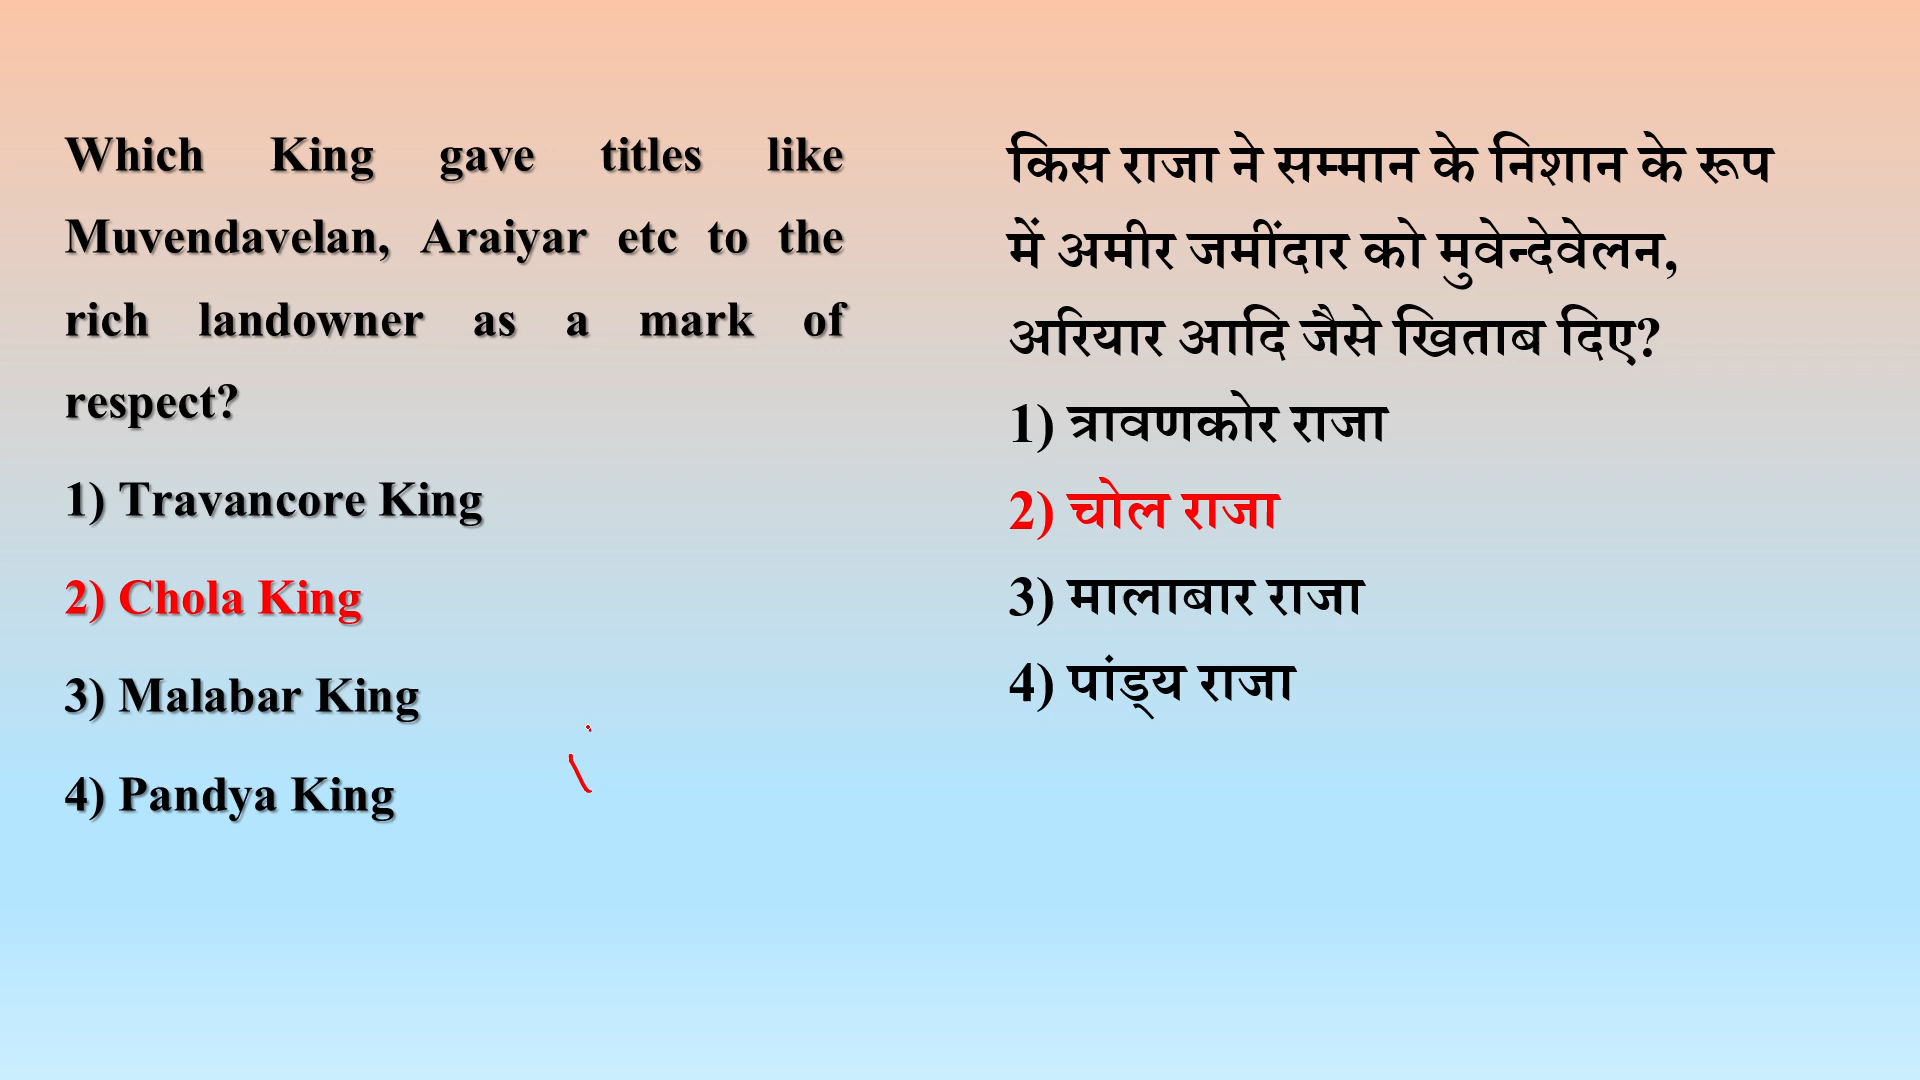 Which King gave titles like
Muvendavelan, Araiyar etc to the
rich landowner as a mark of
respect?
1) Travancore King
2) Chola King
3) Malabar King
4) Pandya King
किस राजा ने सम्मान के निशान के रूप
में अमीर जमींदार को मुवेन्देवेलन,
अरियार आदि जैसे खिताब दिए?
1) त्रावणकोर राजा
2) चोल राजा
3) मालाबार राजा
4) पांड्य राजा